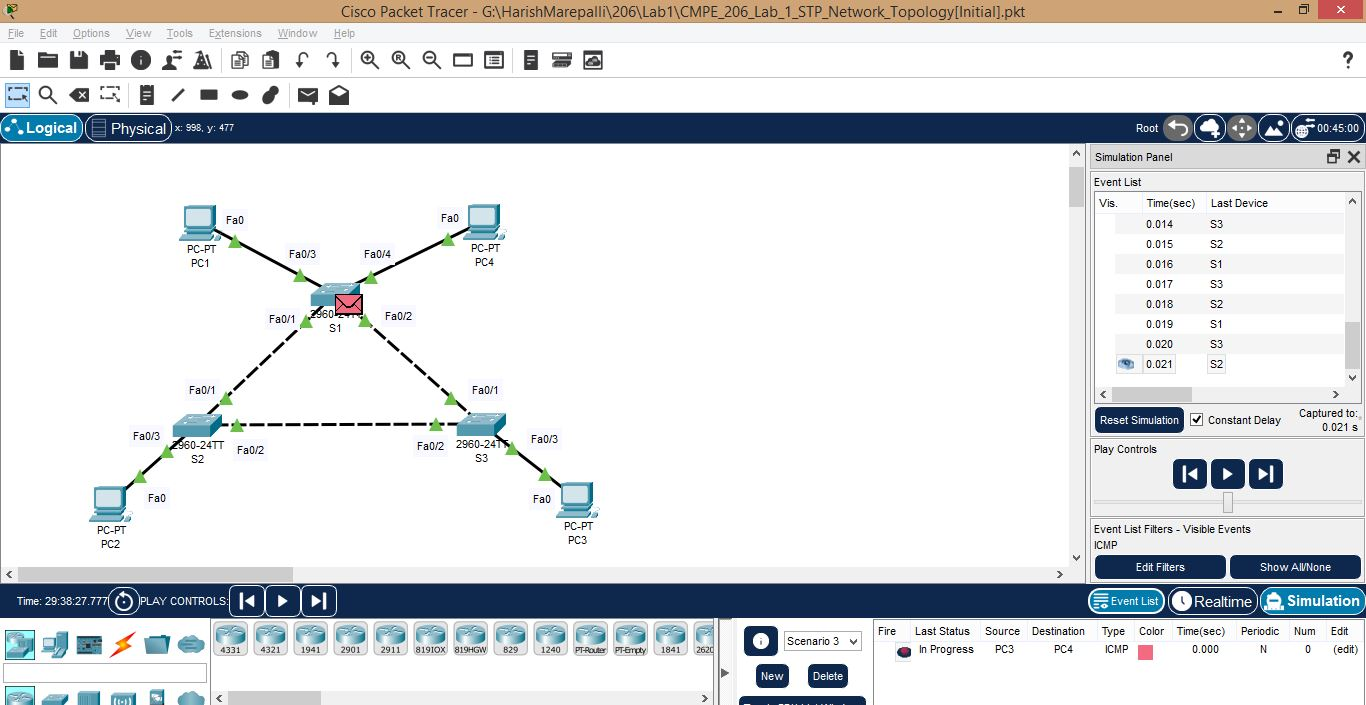 Cisco Packet Tracer - G:\HarishMarepalli\206\Lab1\CMPE_206_Lab_1_STP_Network_Topology[Initial].pkt
File Edit Options View Tools Extensions Window Help
Logical Physical x: 998, y: 477 Root 00:45:00
Simulation Panel
Event List
Vis. Time(sec) Last Device
0.014 S3
0.015 S2
0.016 S1
0.017 S3
0.018 S2
0.019 S1
0.020 S3
0.021 S2
Reset Simulation Constant Delay Captured to:
0.021 s
Play Controls
Event List Filters - Visible Events
ICMP
Edit Filters Show All/None
Fa0 Fa0
PC-PT PC-PT
PC1 PC4
Fa0/3 Fa0/4
2960-24TT
S1
Fa0/1 Fa0/2
Fa0/1 Fa0/1
2960-24TT 2960-24TT
S2 S3
Fa0/3 Fa0/2 Fa0/2 Fa0/3
Fa0 Fa0
PC-PT PC-PT
PC2 PC3
Time: 29:38:27.777 PLAY CONTROLS: Event List Realtime Simulation
4331 4321 1941 2901 2911 819IOX 819HGW 829 1240 PT-Router PT-Empty 1841 2620
Scenario 3
New Delete
Fire Last Status Source Destination Type Color Time(sec) Periodic Num Edit
In Progress PC3 PC4 ICMP 0.000 N 0 (edit)